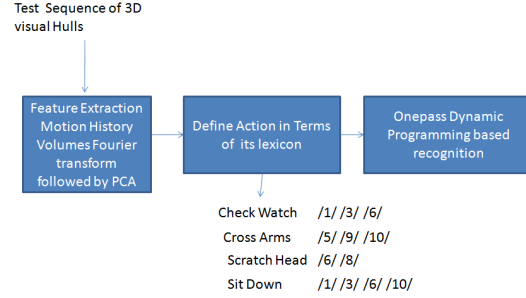 Test Sequence of 3D
visual Hulls
Feature Extraction
Motion History
Volumes Fourier
transform
followed by PCA
Define Action in Terms
of its lexicon
Onepass Dynamic
Programming based
recognition
Check Watch /1/ /3/ /6/
Cross Arms /5/ /9/ /10/
Scratch Head /6/ /8/
Sit Down /1/ /3/ /6/ /10/